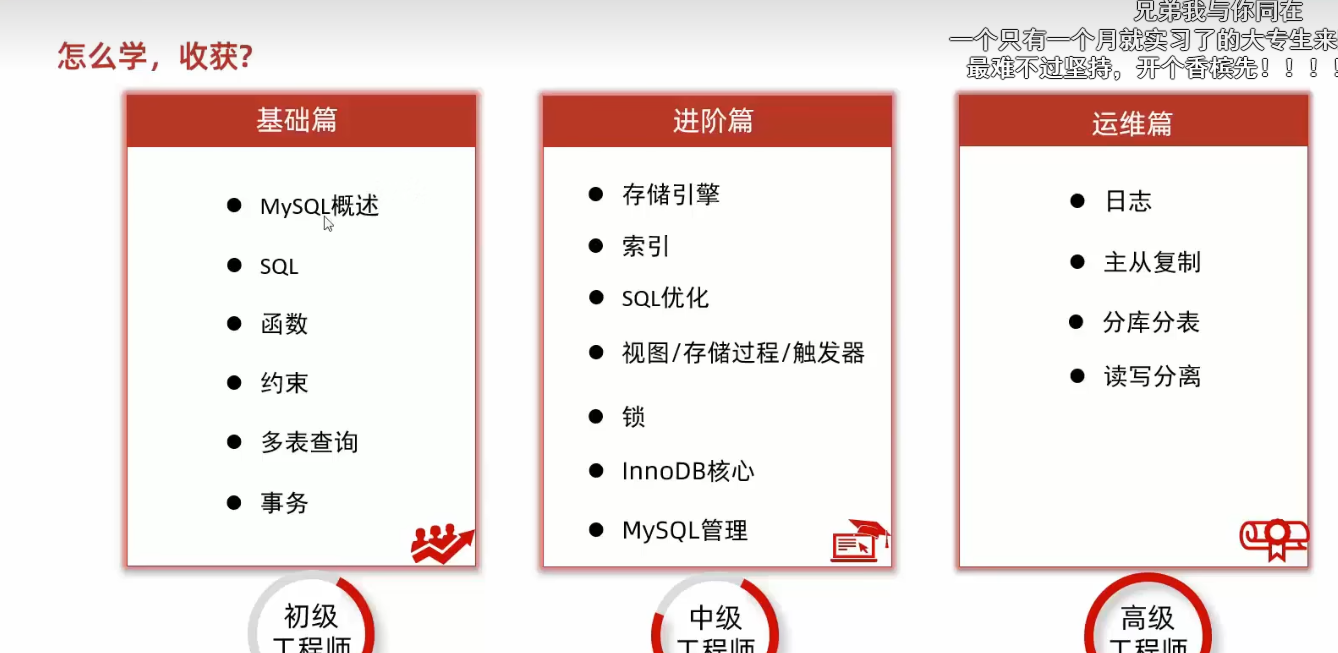 兄弟我与你同在
一个只有一个月就实习了的大专生来
最难不过坚持，开个香槟先！！！！
怎么学，收获?
基础篇
MySQL概述
SQL
函数
约束
多表查询
事务
初级
工程师
进阶篇
存储引擎
索引
SQL优化
视图/存储过程/触发器
锁
InnoDB核心
MySQL管理
中级
工程师
运维篇
日志
主从复制
分库分表
读写分离
高级
工程师